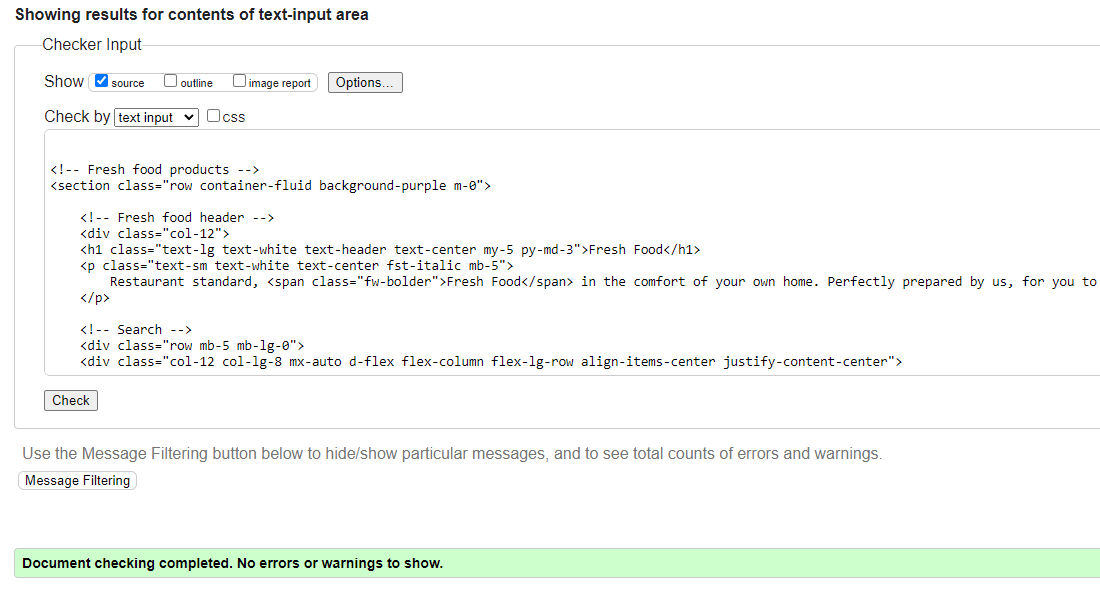 Showing results for contents of text-input area
Checker Input
Show source outline image report Options...
Check by text input css
<!-- Fresh food products -->
<section class="row container-fluid background-purple m-0">
<!-- Fresh food header -->
<div class="col-12">
<h1 class="text-lg text-white text-header text-center my-5 py-md-3">Fresh Food</h1>
<p class="text-sm text-white text-center fst-italic mb-5">
Restaurant standard, <span class="fw-bolder">Fresh Food</span> in the comfort of your own home. Perfectly prepared by us, for you to
</p>
<!-- Search -->
<div class="row mb-5 mb-lg-0">
<div class="col-12 col-lg-8 mx-auto d-flex flex-column flex-lg-row align-items-center justify-content-center">
Check
Use the Message Filtering button below to hide/show particular messages, and to see total counts of errors and warnings.
Message Filtering
Document checking completed. No errors or warnings to show.